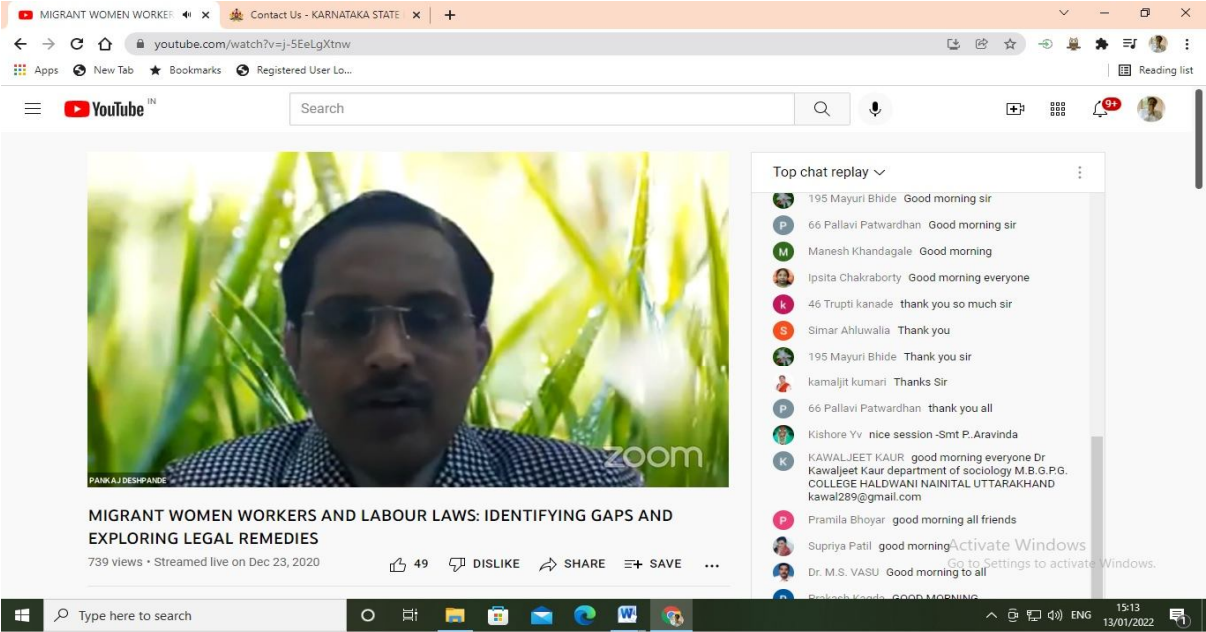 MIGRANT WOMEN WORKER
Contact Us - KARNATAKA STATE
youtube.com/watch?v=j-5EeLgXtnw
Apps New Tab Bookmarks Registered User Lo... Reading list
YouTube IN
Search
9+
PANKAJ DESHPANDE
zoom
MIGRANT WOMEN WORKERS AND LABOUR LAWS: IDENTIFYING GAPS AND
EXPLORING LEGAL REMEDIES
739 views • Streamed live on Dec 23, 2020
49 DISLIKE SHARE SAVE ...
Top chat replay
195 Mayuri Bhide Good morning sir
P 66 Pallavi Patwardhan Good morning sir
M Manesh Khandagale Good morning
Ipsita Chakraborty Good morning everyone
k 46 Trupti kanade thank you so much sir
S Simar Ahluwalia Thank you
195 Mayuri Bhide Thank you sir
kamaljit kumari Thanks Sir
P 66 Pallavi Patwardhan thank you all
Kishore Yv nice session -Smt P..Aravinda
K KAWALJEET KAUR good morning everyone Dr
Kawaljeet Kaur department of sociology M.B.G.P.G.
COLLEGE HALDWANI NAINITAL UTTARAKHAND
kawal289@gmail.com
P Pramila Bhoyar good morning all friends
Supriya Patil good morning
Dr. M.S. VASU Good morning to all
Prakash Kagda GOOD MORNING
Activate Windows
Go to Settings to activate Windows.
Type here to search
ENG
15:13
13/01/2022
1